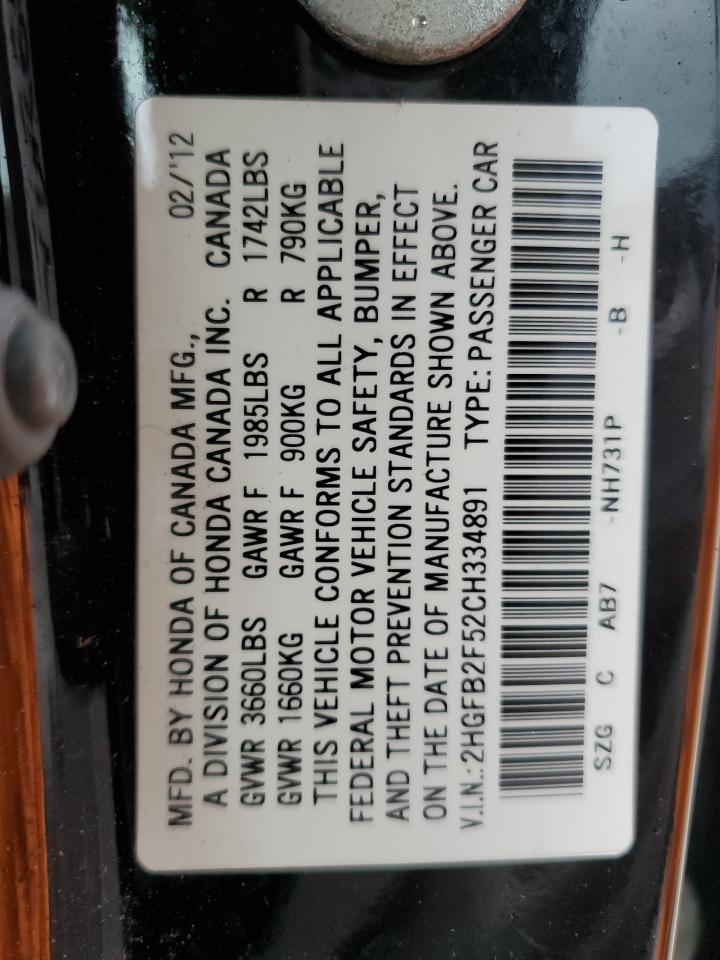 MFD. BY HONDA OF CANADA MFG., 02/'12
A DIVISION OF HONDA CANADA INC. CANADA
GVWR 3660LBS GAWR F 1985LBS R 1742LBS
GVWR 1660KG GAWR F 900KG R 790KG
THIS VEHICLE CONFORMS TO ALL APPLICABLE
FEDERAL MOTOR VEHICLE SAFETY, BUMPER,
AND THEFT PREVENTION STANDARDS IN EFFECT
ON THE DATE OF MANUFACTURE SHOWN ABOVE.
V.I.N.: 2HGFB2F52CH334891 TYPE: PASSENGER CAR
SZG C AB7 -NH731P -B -H